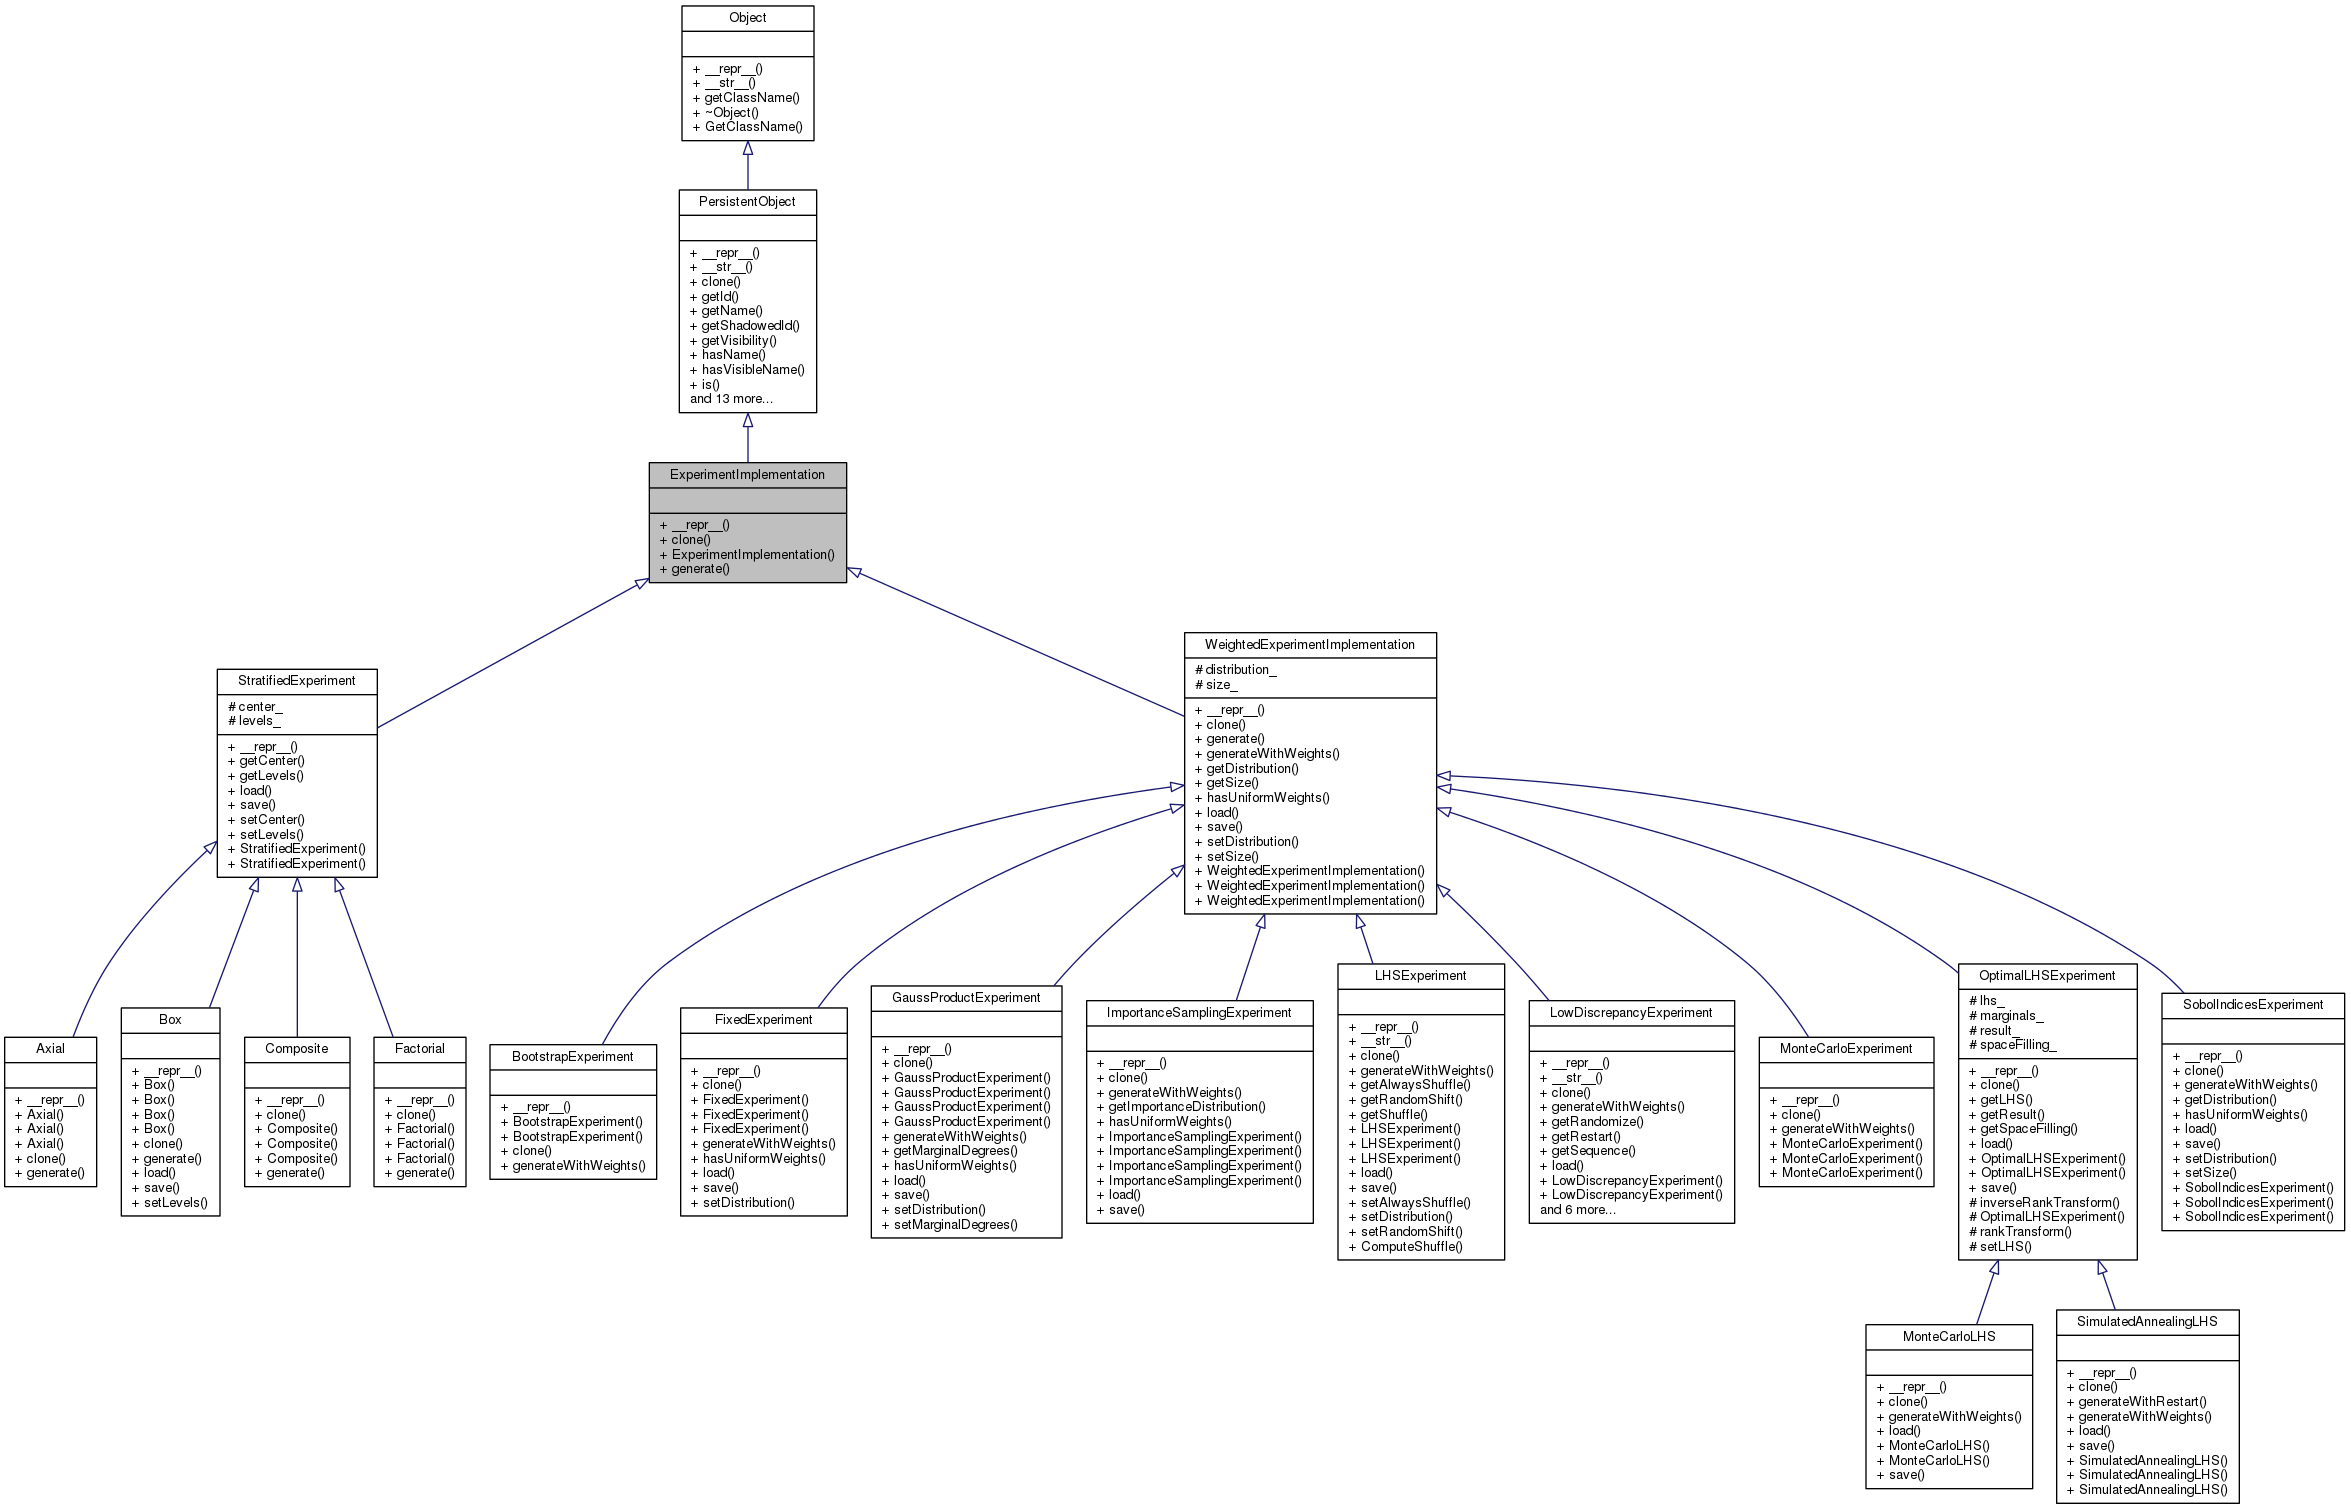 Object
+ __repr__()
+ __str__()
+ getClassName()
+ ~Object()
+ GetClassName()
PersistentObject
+ __repr__()
+ __str__()
+ clone()
+ getId()
+ getName()
+ getShadowedId()
+ getVisibility()
+ hasName()
+ hasVisibleName()
+ is()
and 13 more...
ExperimentImplementation
+ __repr__()
+ clone()
+ ExperimentImplementation()
+ generate()
StratifiedExperiment
# center_
# levels_
+ __repr__()
+ getCenter()
+ getLevels()
+ load()
+ save()
+ setCenter()
+ setLevels()
+ StratifiedExperiment()
+ StratifiedExperiment()
WeightedExperimentImplementation
# distribution_
# size_
+ __repr__()
+ clone()
+ generate()
+ generateWithWeights()
+ getDistribution()
+ getSize()
+ hasUniformWeights()
+ load()
+ save()
+ setDistribution()
+ setSize()
+ WeightedExperimentImplementation()
+ WeightedExperimentImplementation()
+ WeightedExperimentImplementation()
Axial
+ __repr__()
+ Axial()
+ Axial()
+ Axial()
+ clone()
+ generate()
Box
+ __repr__()
+ Box()
+ Box()
+ Box()
+ Box()
+ clone()
+ generate()
+ load()
+ save()
+ setLevels()
Composite
+ __repr__()
+ clone()
+ Composite()
+ Composite()
+ Composite()
+ generate()
Factorial
+ __repr__()
+ clone()
+ Factorial()
+ Factorial()
+ Factorial()
+ generate()
BootstrapExperiment
+ __repr__()
+ BootstrapExperiment()
+ BootstrapExperiment()
+ clone()
+ generateWithWeights()
FixedExperiment
+ __repr__()
+ clone()
+ FixedExperiment()
+ FixedExperiment()
+ FixedExperiment()
+ generateWithWeights()
+ hasUniformWeights()
+ load()
+ save()
+ setDistribution()
GaussProductExperiment
+ __repr__()
+ clone()
+ GaussProductExperiment()
+ GaussProductExperiment()
+ GaussProductExperiment()
+ GaussProductExperiment()
+ generateWithWeights()
+ getMarginalDegrees()
+ hasUniformWeights()
+ load()
+ save()
+ setDistribution()
+ setMarginalDegrees()
ImportanceSamplingExperiment
+ __repr__()
+ clone()
+ generateWithWeights()
+ getImportanceDistribution()
+ hasUniformWeights()
+ ImportanceSamplingExperiment()
+ ImportanceSamplingExperiment()
+ ImportanceSamplingExperiment()
+ ImportanceSamplingExperiment()
+ load()
+ save()
LHSExperiment
+ __repr__()
+ __str__()
+ clone()
+ generateWithWeights()
+ getAlwaysShuffle()
+ getRandomShift()
+ getShuffle()
+ LHSExperiment()
+ LHSExperiment()
+ LHSExperiment()
+ load()
+ save()
+ setAlwaysShuffle()
+ setDistribution()
+ setRandomShift()
+ ComputeShuffle()
LowDiscrepancyExperiment
+ __repr__()
+ __str__()
+ clone()
+ generateWithWeights()
+ getRandomize()
+ getRestart()
+ getSequence()
+ load()
+ LowDiscrepancyExperiment()
+ LowDiscrepancyExperiment()
and 6 more...
MonteCarloExperiment
+ __repr__()
+ clone()
+ generateWithWeights()
+ MonteCarloExperiment()
+ MonteCarloExperiment()
+ MonteCarloExperiment()
OptimalLHSExperiment
# lhs_
# marginals_
# result_
# spaceFilling_
+ __repr__()
+ clone()
+ getLHS()
+ getResult()
+ getSpaceFilling()
+ load()
+ OptimalLHSExperiment()
+ OptimalLHSExperiment()
+ save()
# inverseRankTransform()
# OptimalLHSExperiment()
# rankTransform()
# setLHS()
SobolIndicesExperiment
+ __repr__()
+ clone()
+ generateWithWeights()
+ getDistribution()
+ hasUniformWeights()
+ load()
+ save()
+ setDistribution()
+ setSize()
+ SobolIndicesExperiment()
+ SobolIndicesExperiment()
+ SobolIndicesExperiment()
MonteCarloLHS
+ __repr__()
+ clone()
+ generateWithWeights()
+ load()
+ MonteCarloLHS()
+ MonteCarloLHS()
+ save()
SimulatedAnnealingLHS
+ __repr__()
+ clone()
+ generateWithRestart()
+ generateWithWeights()
+ load()
+ save()
+ SimulatedAnnealingLHS()
+ SimulatedAnnealingLHS()
+ SimulatedAnnealingLHS()